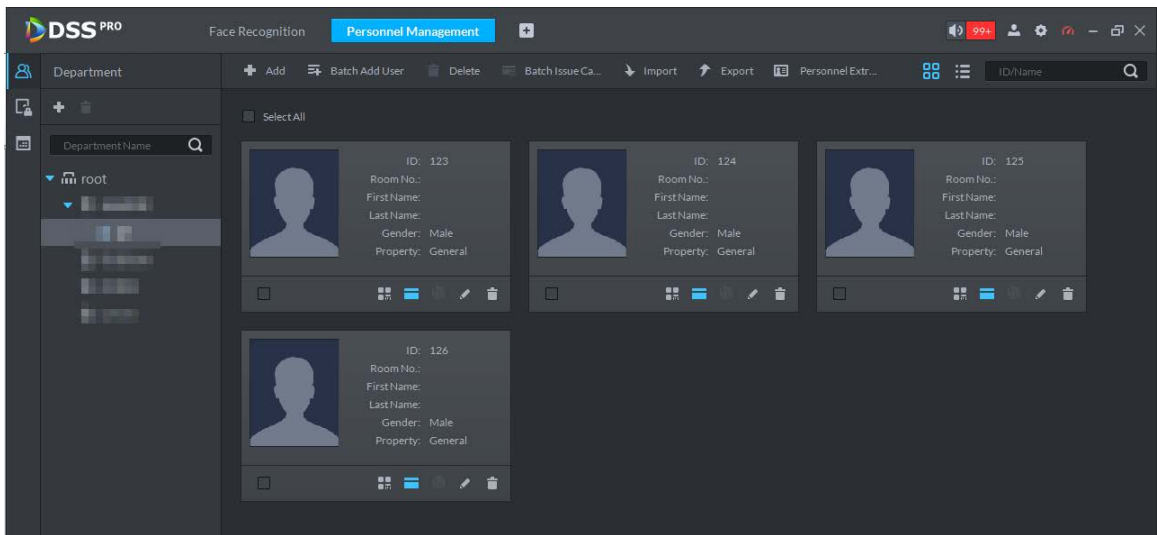 DSS PRO Face Recognition Personnel Management 99+
Department Add Batch Add User Delete Batch Issue Ca... Import Export Personnel Extr... ID/Name
Select All
Department Name
root
ID: 123
Room No.:
First Name:
Last Name:
Gender: Male
Property: General
ID: 124
Room No.:
First Name:
Last Name:
Gender: Male
Property: General
ID: 125
Room No.:
First Name:
Last Name:
Gender: Male
Property: General
ID: 126
Room No.:
First Name:
Last Name:
Gender: Male
Property: General